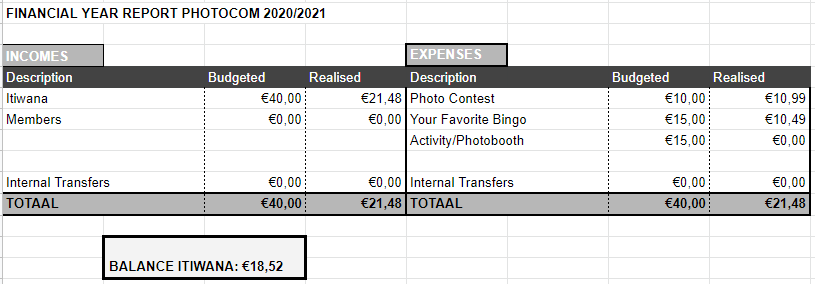 FINANCIAL YEAR REPORT PHOTOCOM 2020/2021
INCOMES EXPENSES
Description Budgeted Realised Description Budgeted Realised
Itiwana €40,00 €21,48 Photo Contest €10,00 €10,99
Members €0,00 €0,00 Your Favorite Bingo €15,00 €10,49
Activity/Photobooth €15,00 €0,00
Internal Transfers €0,00 €0,00 Internal Transfers €0,00 €0,00
TOTAAL €40,00 €21,48 TOTAAL €40,00 €21,48
BALANCE ITIWANA: €18,52